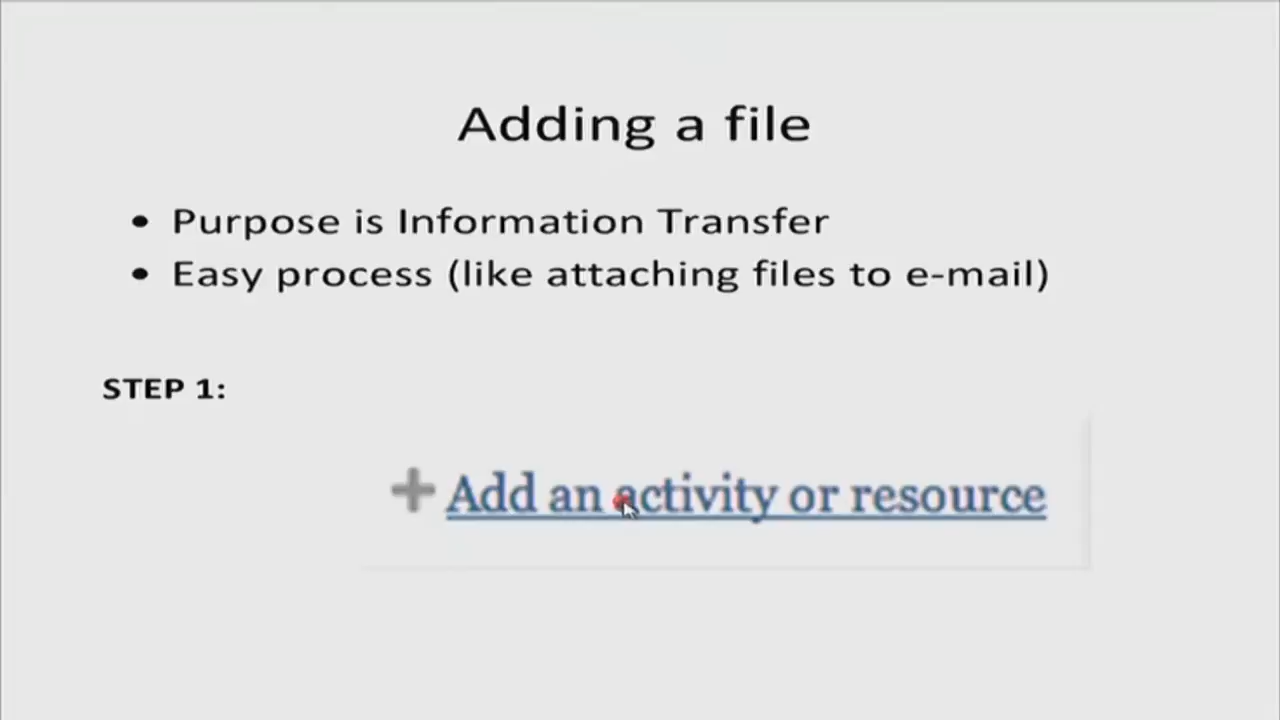 Adding a file
• Purpose is Information Transfer
• Easy process (like attaching files to e-mail)
STEP 1:
+ Add an activity or resource